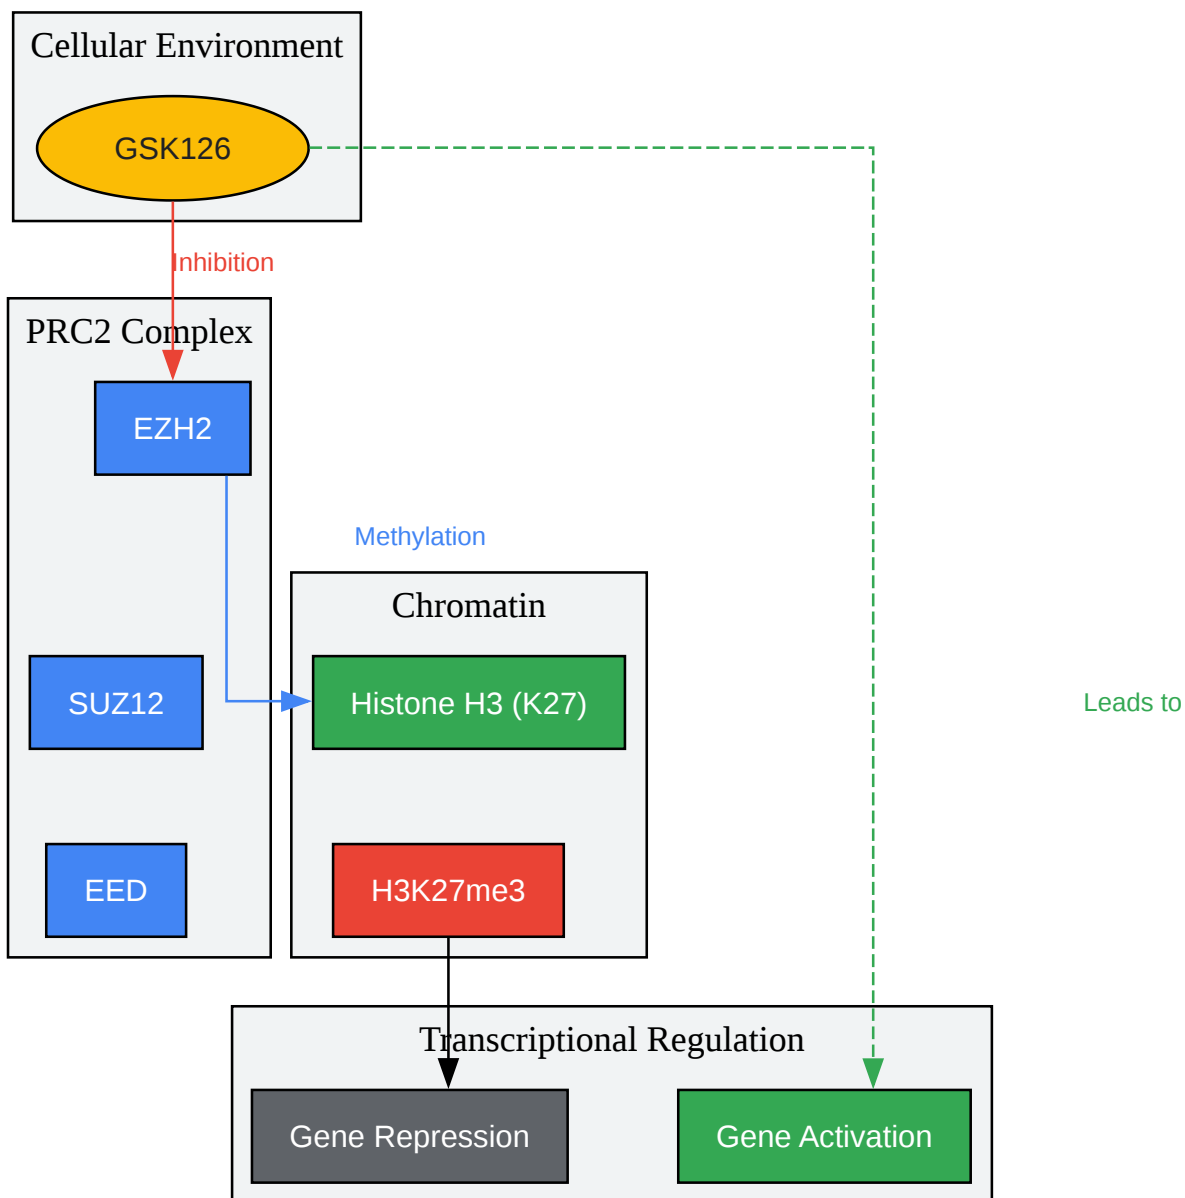 Cellular Environment
GSK126
Inhibition
PRC2 Complex
EZH2
Methylation
Chromatin
SUZ12
Histone H3 (K27)
Leads to
EED
H3K27me3
Transcriptional Regulation
Gene Repression
Gene Activation